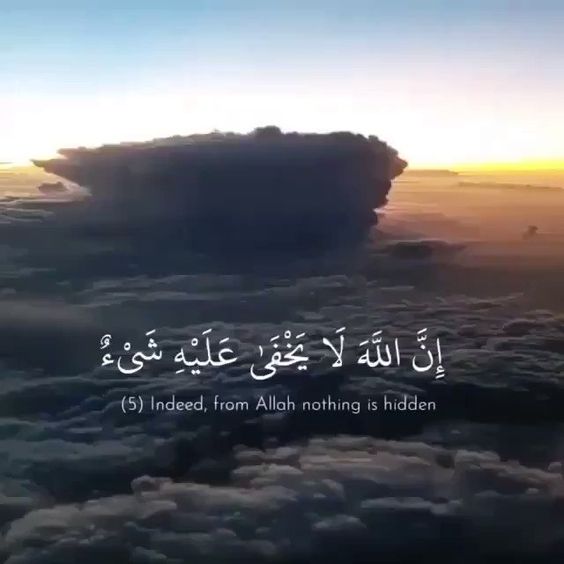 إِنَّ اللَّهَ لَا يَخْفَىٰ عَلَيْهِ شَيْءٌ
(5) Indeed, from Allah nothing is hidden